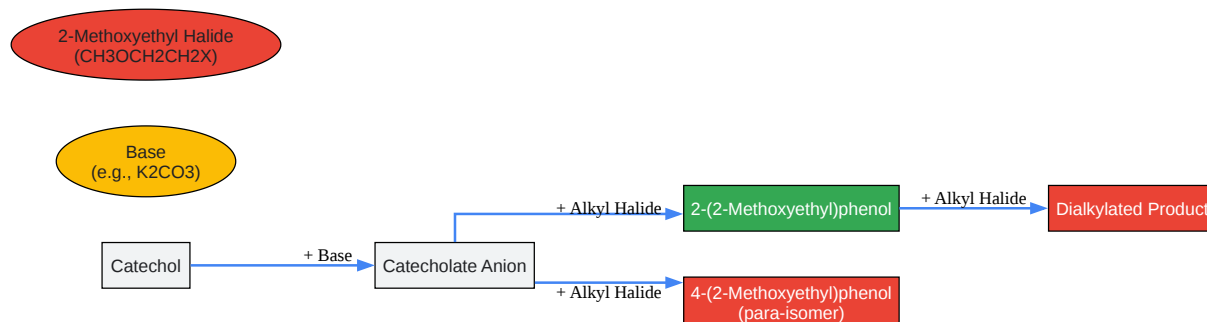 2-Methoxyethyl Halide
(CH3OCH2CH2X)
Base
(e.g., K2CO3)
Catechol
+ Base
Catecholate Anion
+ Alkyl Halide
2-(2-Methoxyethyl)phenol
+ Alkyl Halide
Dialkylated Product
+ Alkyl Halide
4-(2-Methoxyethyl)phenol
(para-isomer)